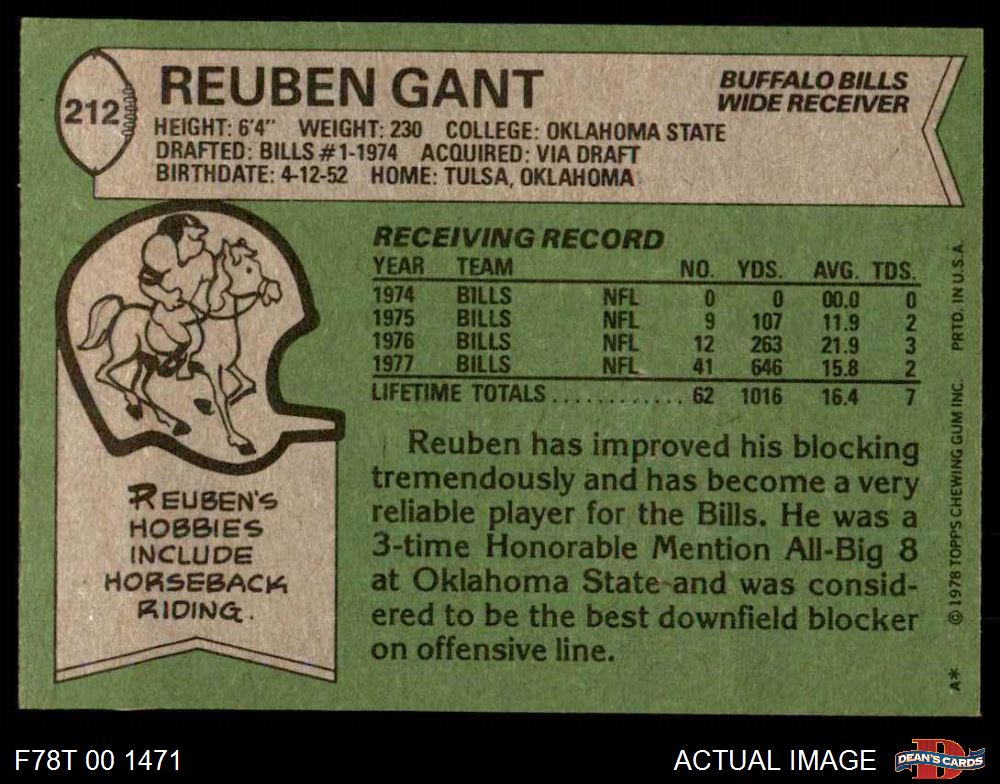 212
REUBEN GANT
BUFFALO BILLS
WIDE RECEIVER
HEIGHT: 6'4" WEIGHT: 230 COLLEGE: OKLAHOMA STATE
DRAFTED: BILLS #1-1974 ACQUIRED: VIA DRAFT
BIRTHDATE: 4-12-52 HOME: TULSA, OKLAHOMA
RECEIVING RECORD
YEAR TEAM NO. YDS. AVG. TDS.
1974 BILLS NFL 0 0 00.0 0
1975 BILLS NFL 9 107 11.9 2
1976 BILLS NFL 12 263 21.9 3
1977 BILLS NFL 41 646 15.8 2
LIFETIME TOTALS ............ 62 1016 16.4 7
Reuben has improved his blocking
tremendously and has become a very
reliable player for the Bills. He was a
3-time Honorable Mention All-Big 8
at Oklahoma State and was consid-
ered to be the best downfield blocker
on offensive line.
REUBEN'S
HOBBIES
INCLUDE
HORSEBACK
RIDING.
A* © 1978 TOPPS CHEWING GUM INC. PRTD. IN U.S.A.
F78T 00 1471
ACTUAL IMAGE
DEAN'S CARDS